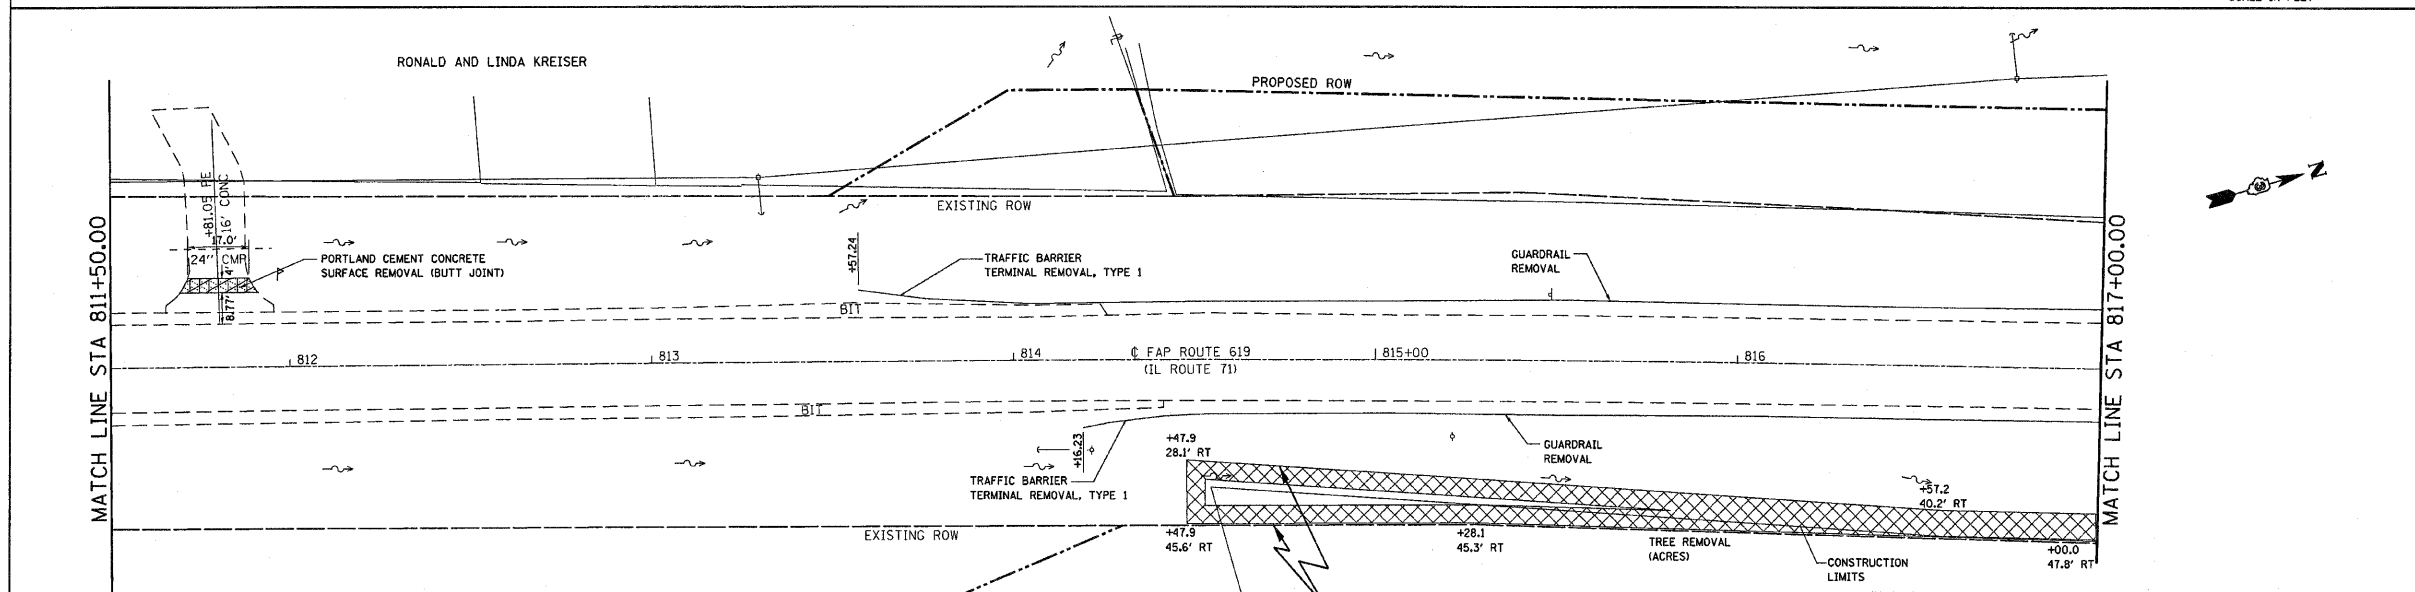 RONALD AND LINDA KREISER
PROPOSED ROW
N
+81.05 PE
16' CONC
EXISTING ROW
17.0'
24" CMP
4'
8.77'
PORTLAND CEMENT CONCRETE
SURFACE REMOVAL (BUTT JOINT)
+57.24
TRAFFIC BARRIER
TERMINAL REMOVAL, TYPE 1
GUARDRAIL
REMOVAL
MATCH LINE STA 811+50.00
MATCH LINE STA 817+00.00
BIT
812
813
814
℄ FAP ROUTE 619
(IL ROUTE 71)
815+00
816
BIT
+16.23
+47.9
28.1' RT
GUARDRAIL
REMOVAL
TRAFFIC BARRIER
TERMINAL REMOVAL, TYPE 1
+57.2
40.2' RT
EXISTING ROW
+47.9
45.6' RT
+28.1
45.3' RT
TREE REMOVAL
(ACRES)
CONSTRUCTION
LIMITS
+00.0
47.8' RT